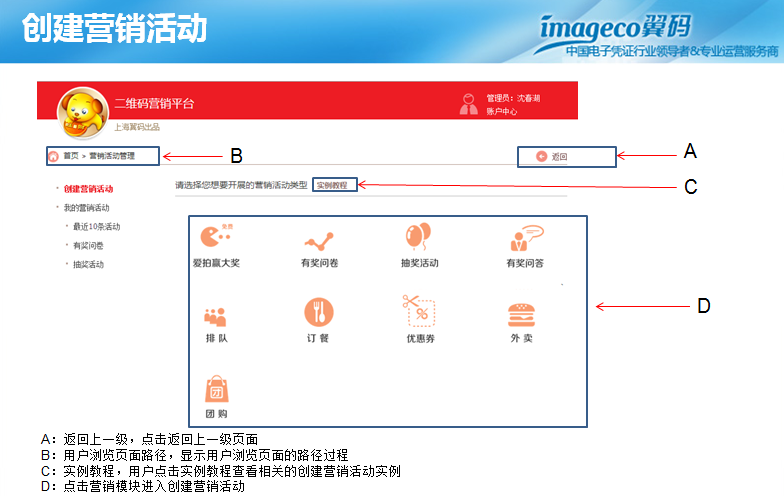 创建营销活动
imageco翼码
中国电子凭证行业领导者&专业运营服务商
二维码营销平台
上海翼码出品
管理员：沈春湖
账户中心
首页 > 营销活动管理
B
返回
A
创建营销活动
我的营销活动
最近10条活动
有奖问卷
抽奖活动
请选择您想要开展的营销活动类型 实例教程
C
免费
爱拍赢大奖 有奖问卷 抽奖活动 有奖问答
D
排 队 订 餐 优惠券 外 卖
团
团 购
A：返回上一级，点击返回上一级页面
B：用户浏览页面路径，显示用户浏览页面的路径过程
C：实例教程，用户点击实例教程查看相关的创建营销活动实例
D：点击营销模块进入创建营销活动